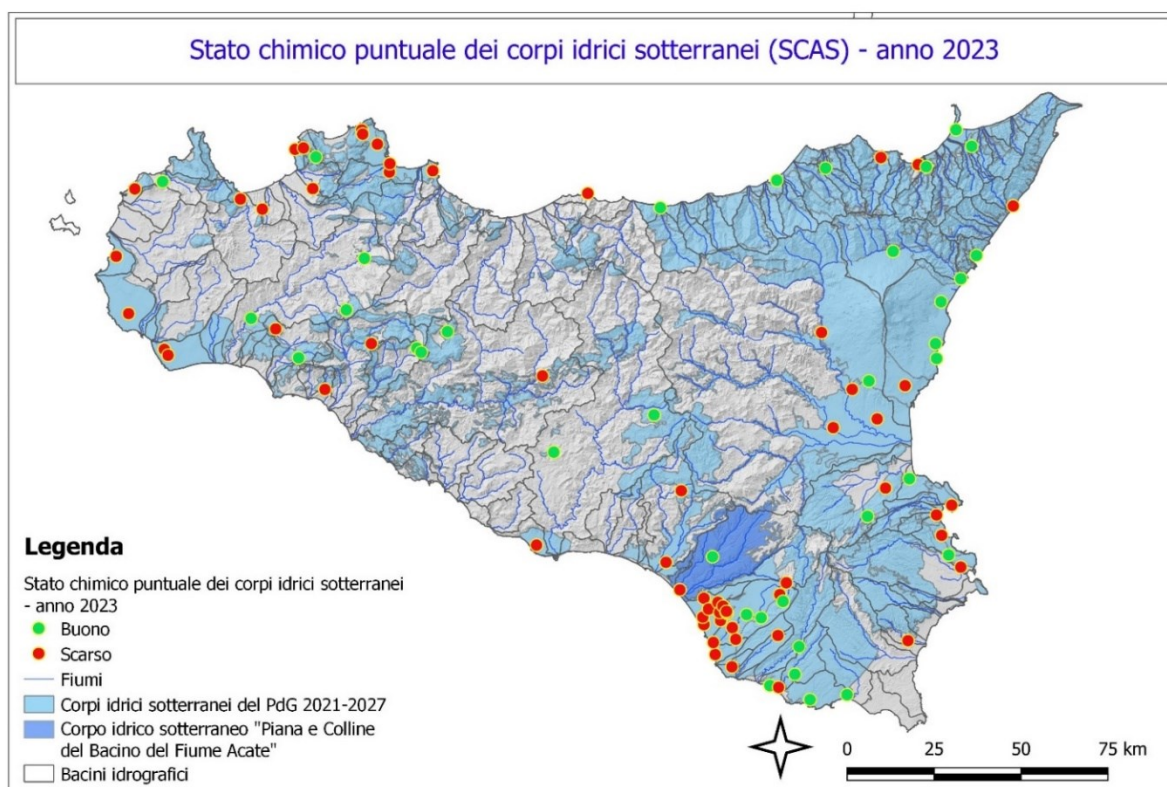 Stato chimico puntuale dei corpi idrici sotterranei (SCAS) - anno 2023
Legenda
Stato chimico puntuale dei corpi idrici sotterranei
- anno 2023
Buono
Scarso
Fiumi
Corpi idrici sotterranei del PdG 2021-2027
Corpo idrico sotterraneo "Piana e Colline
del Bacino del Fiume Acate"
Bacini idrografici
0 25 50 75 km